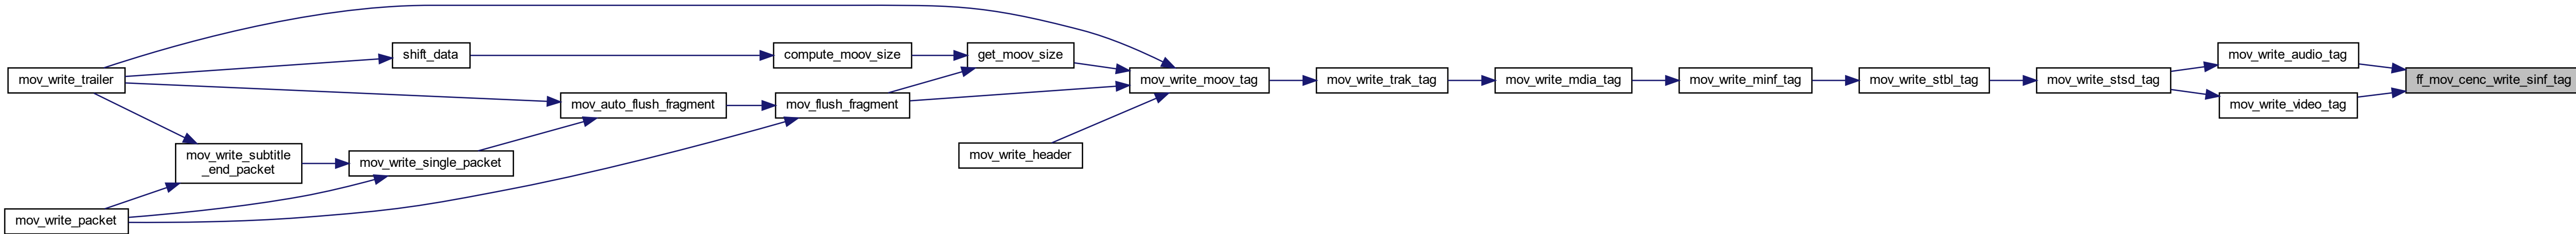 mov_write_trailer
shift_data
compute_moov_size
get_moov_size
mov_auto_flush_fragment
mov_flush_fragment
mov_write_subtitle
_end_packet
mov_write_single_packet
mov_write_packet
mov_write_header
mov_write_moov_tag
mov_write_trak_tag
mov_write_mdia_tag
mov_write_minf_tag
mov_write_stbl_tag
mov_write_stsd_tag
mov_write_audio_tag
mov_write_video_tag
ff_mov_cenc_write_sinf_tag